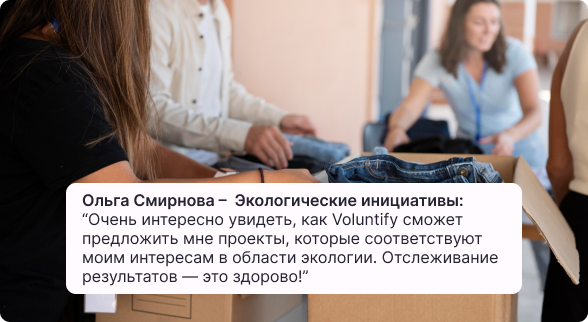 Ольга Смирнова – Экологические инициативы:
“Очень интересно увидеть, как Voluntify сможет
предложить мне проекты, которые соответствуют
моим интересам в области экологии. Отслеживание
результатов — это здорово!”